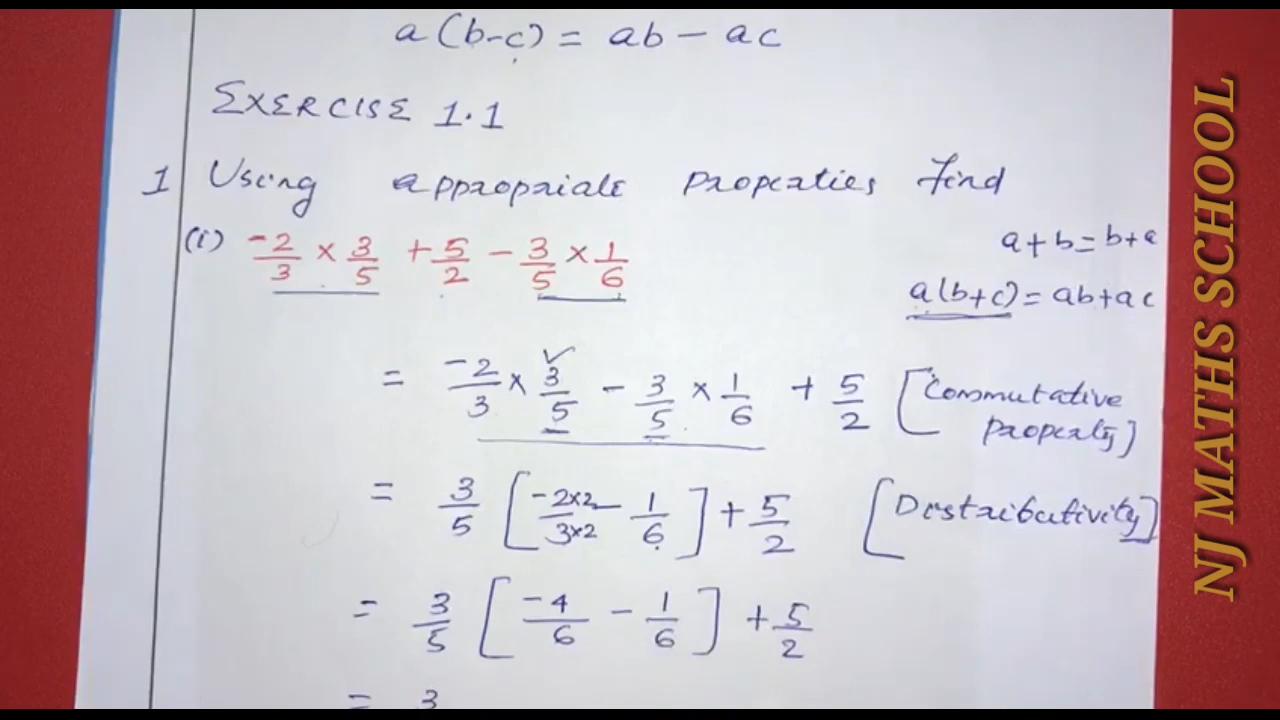 a(b-c) = ab - ac
EXERCISE 1.1
1 Using appropriate properties find
(i) -2/3 × 3/5 + 5/2 - 3/5 × 1/6
a+b=b+a
a(b+c) = ab+ac
= -2/3 × 3/5 - 3/5 × 1/6 + 5/2 [Commutative
property]
= 3/5 [-2×2/3×2 - 1/6] + 5/2 [Distributivity]
= 3/5 [-4/6 - 1/6] + 5/2
= 3
NJ MATHS SCHOOL